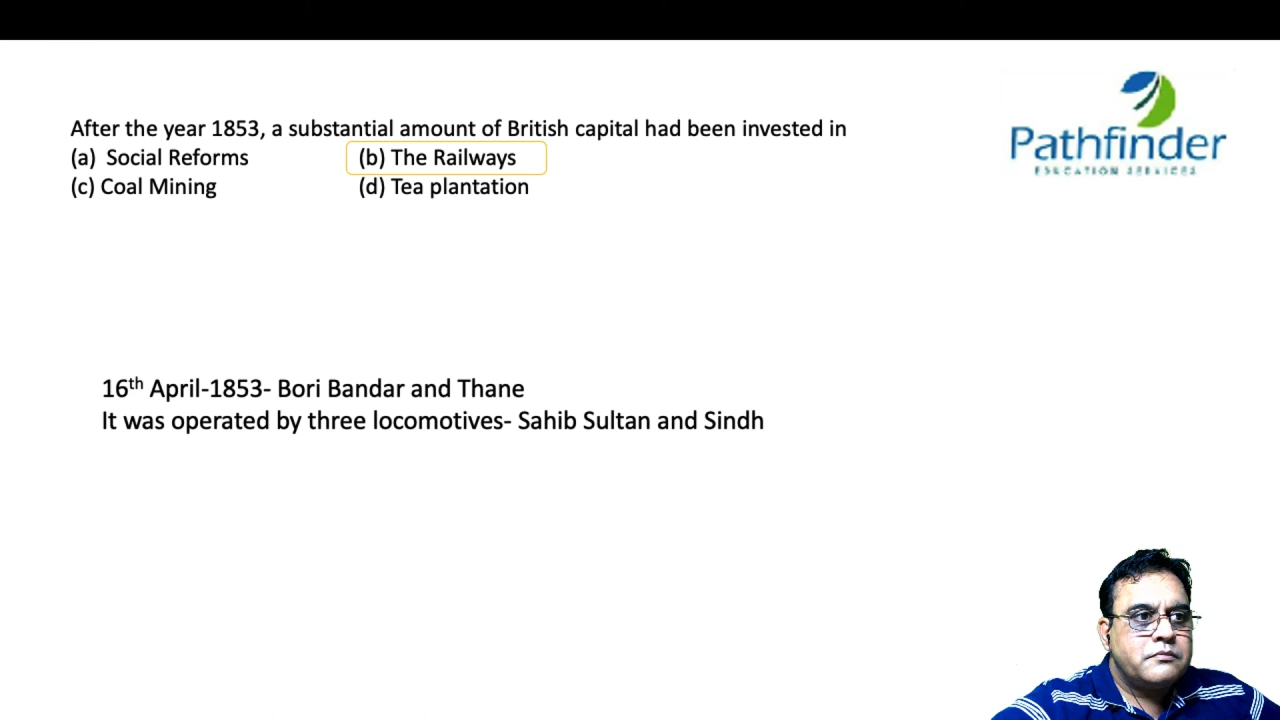 After the year 1853, a substantial amount of British capital had been invested in
(a) Social Reforms (b) The Railways
(c) Coal Mining (d) Tea plantation
Pathfinder
EDUCATION SERVICES
16th April-1853- Bori Bandar and Thane
It was operated by three locomotives- Sahib Sultan and Sindh